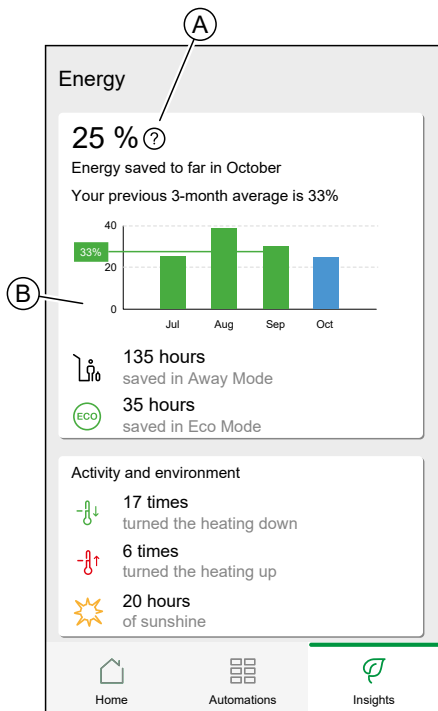 A
Energy
25 % ?
Energy saved to far in October
Your previous 3-month average is 33%
40
33%
20
B
0
Jul Aug Sep Oct
135 hours
saved in Away Mode
ECO
35 hours
saved in Eco Mode
Activity and environment
17 times
turned the heating down
6 times
turned the heating up
20 hours
of sunshine
Home Automations Insights